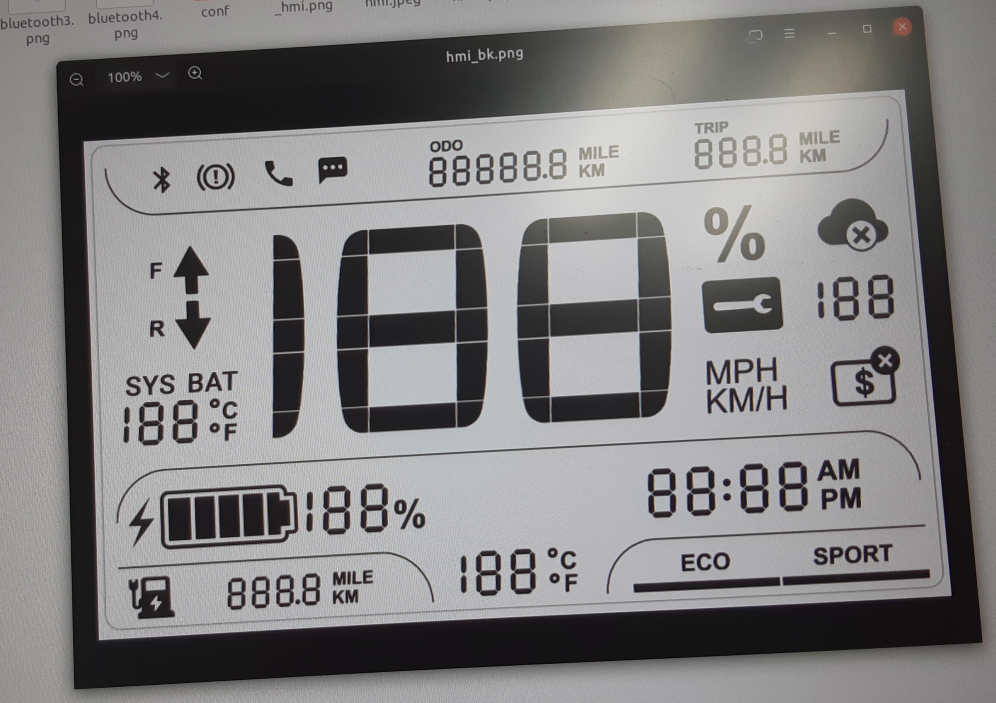 bluetooth3.
png
bluetooth4.
png
conf
_hmi.png
hmi.jpeg
100%
hmi_bk.png
ODO
88888.8 MILE
KM
TRIP
888.8 MILE
KM
F
R
188
%
188
SYS BAT
188 °C
°F
MPH
KM/H
$
188%
88:88 AM
PM
888.8 MILE
KM
188 °C
°F
ECO
SPORT